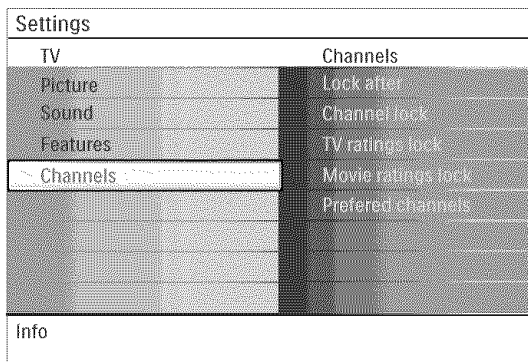 Settings
TV
Picture
Sound
Features
Channels
Channels
Lock after
Channel lock
TV ratings lock
Movie ratings lock
Prefered channels
Info